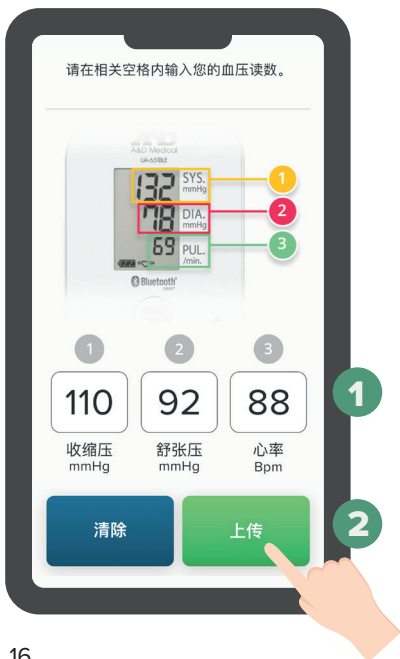 请在相关空格内输入您的血压读数。
A&D Medical
UA-651BLE
132 SYS. mmHg 1
78 DIA. mmHg 2
69 PUL. /min. 3
Bluetooth®
SMART
1 2 3
110 92 88 1
收缩压 舒张压 心率
mmHg mmHg Bpm
清除 上传 2
16